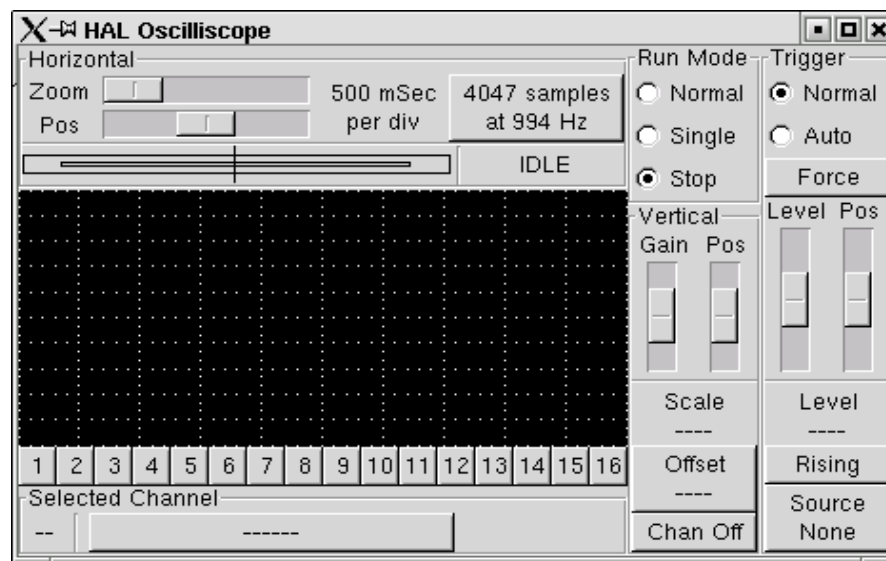 HAL Oscilliscope
Horizontal
Zoom
Pos
500 mSec
per div
4047 samples
at 994 Hz
IDLE
Run Mode
Normal
Single
Stop
Trigger
Normal
Auto
Force
Vertical
Gain Pos
Level Pos
Scale
----
Level
----
1 2 3 4 5 6 7 8 9 10 11 12 13 14 15 16
Offset
----
Rising
Selected Channel
--
------
Chan Off
Source
None